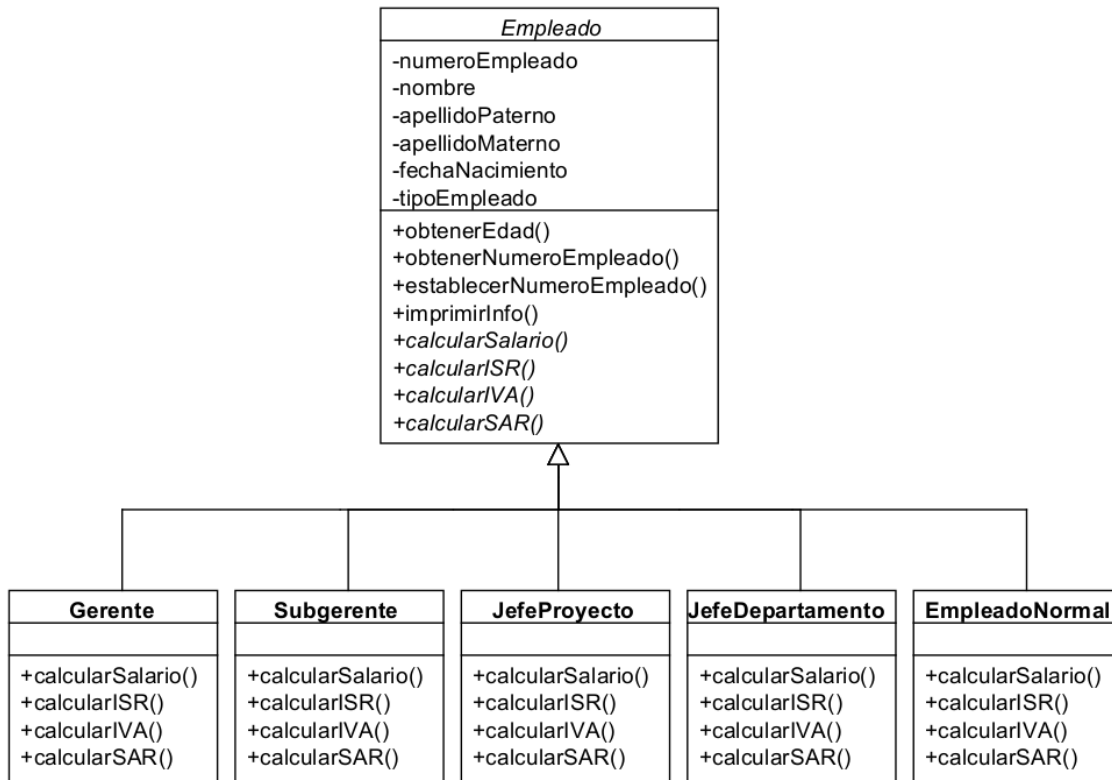 Empleado
-numeroEmpleado
-nombre
-apellidoPaterno
-apellidoMaterno
-fechaNacimiento
-tipoEmpleado
+obtenerEdad()
+obtenerNumeroEmpleado()
+establecerNumeroEmpleado()
+imprimirInfo()
+calcularSalario()
+calcularISR()
+calcularIVA()
+calcularSAR()
Gerente
+calcularSalario()
+calcularISR()
+calcularIVA()
+calcularSAR()
Subgerente
+calcularSalario()
+calcularISR()
+calcularIVA()
+calcularSAR()
JefeProyecto
+calcularSalario()
+calcularISR()
+calcularIVA()
+calcularSAR()
JefeDepartamento
+calcularSalario()
+calcularISR()
+calcularIVA()
+calcularSAR()
EmpleadoNormal
+calcularSalario()
+calcularISR()
+calcularIVA()
+calcularSAR()